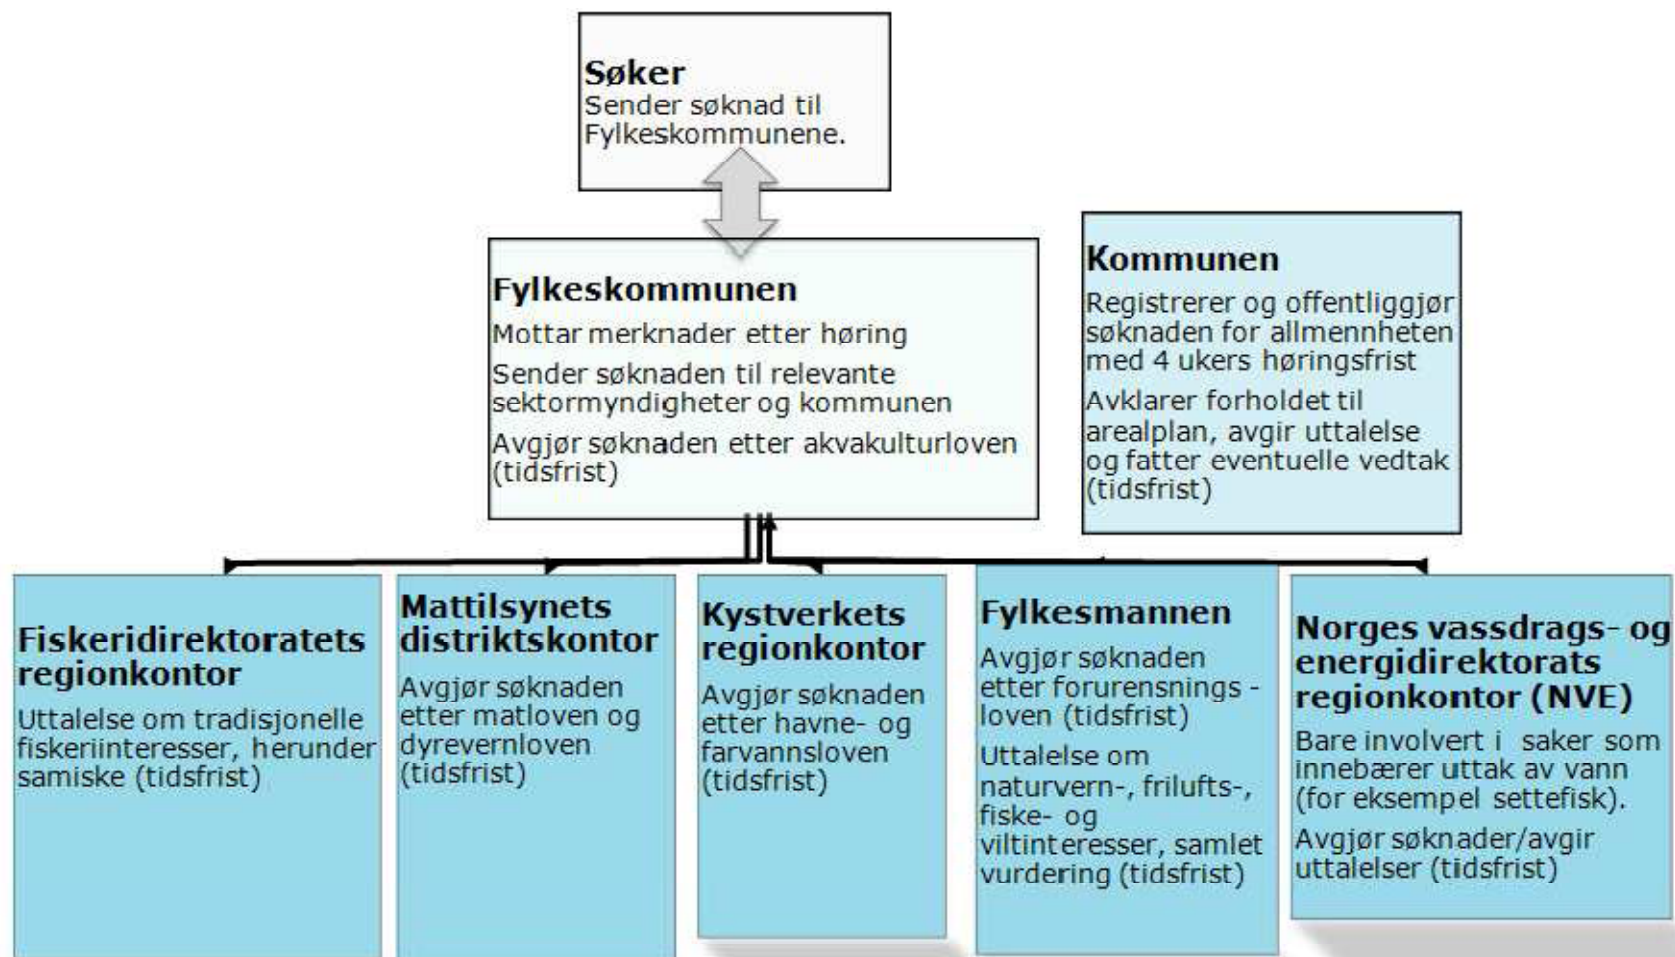 Søker
Sender søknad til
Fylkeskommunene.
Fylkeskommunen
Mottar merknader etter høring
Sender søknaden til relevante
sektormyndigheter og kommunen
Avgjør søknaden etter akvakulturloven
(tidsfrist)
Kommunen
Registrerer og offentliggjør
søknaden for allmennheten
med 4 ukers høringsfrist
Avklarer forholdet til
arealplan, avgir uttalelse
og fatter eventuelle vedtak
(tidsfrist)
Fiskeridirektoratets
regionkontor
Uttalelse om tradisjonelle
fiskeriinteresser, herunder
samiske (tidsfrist)
Mattilsynets
distriktskontor
Avgjør søknaden
etter matloven og
dyrevernloven
(tidsfrist)
Kystverkets
regionkontor
Avgjør søknaden
etter havne- og
farvannsloven
(tidsfrist)
Fylkesmannen
Avgjør søknaden
etter forurensnings -
loven (tidsfrist)
Uttalelse om
naturvern-, frilufts-,
fiske- og
viltinteresser, samlet
vurdering (tidsfrist)
Norges vassdrags- og
energidirektorats
regionkontor (NVE)
Bare involvert i saker som
innebærer uttak av vann
(for eksempel settefisk).
Avgjør søknader/avgir
uttalelser (tidsfrist)